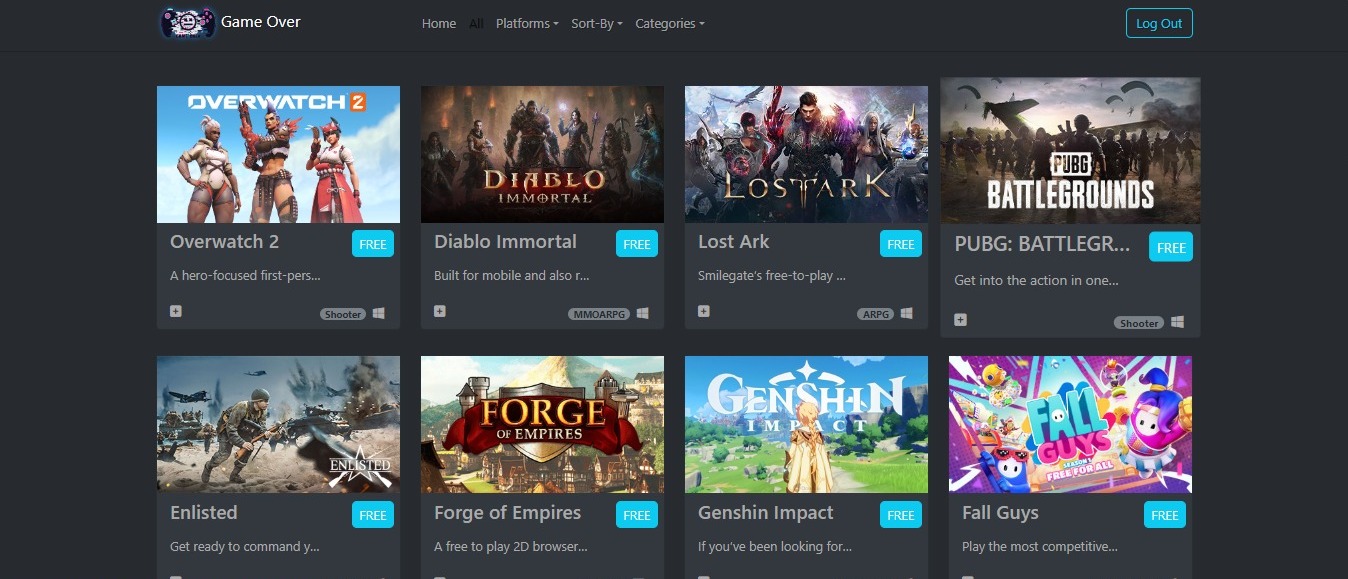 Game Over
Home All Platforms Sort-By Categories
Log Out
OVERWATCH 2
DIABLO
IMMORTAL
LOST ARK
PUBG
BATTLEGROUNDS
Overwatch 2
FREE
A hero-focused first-pers...
Shooter
Diablo Immortal
FREE
Built for mobile and also r...
MMOARPG
Lost Ark
FREE
Smilegate's free-to-play ...
ARPG
PUBG: BATTLEGR...
FREE
Get into the action in one...
Shooter
ENLISTED
FORGE
OF EMPIRES
GENSHIN
IMPACT
FALL
GUYS
SEASON 1
FREE FOR ALL
Enlisted
FREE
Get ready to command y...
Forge of Empires
FREE
A free to play 2D browser...
Genshin Impact
FREE
If you've been looking for...
Fall Guys
FREE
Play the most competitive...